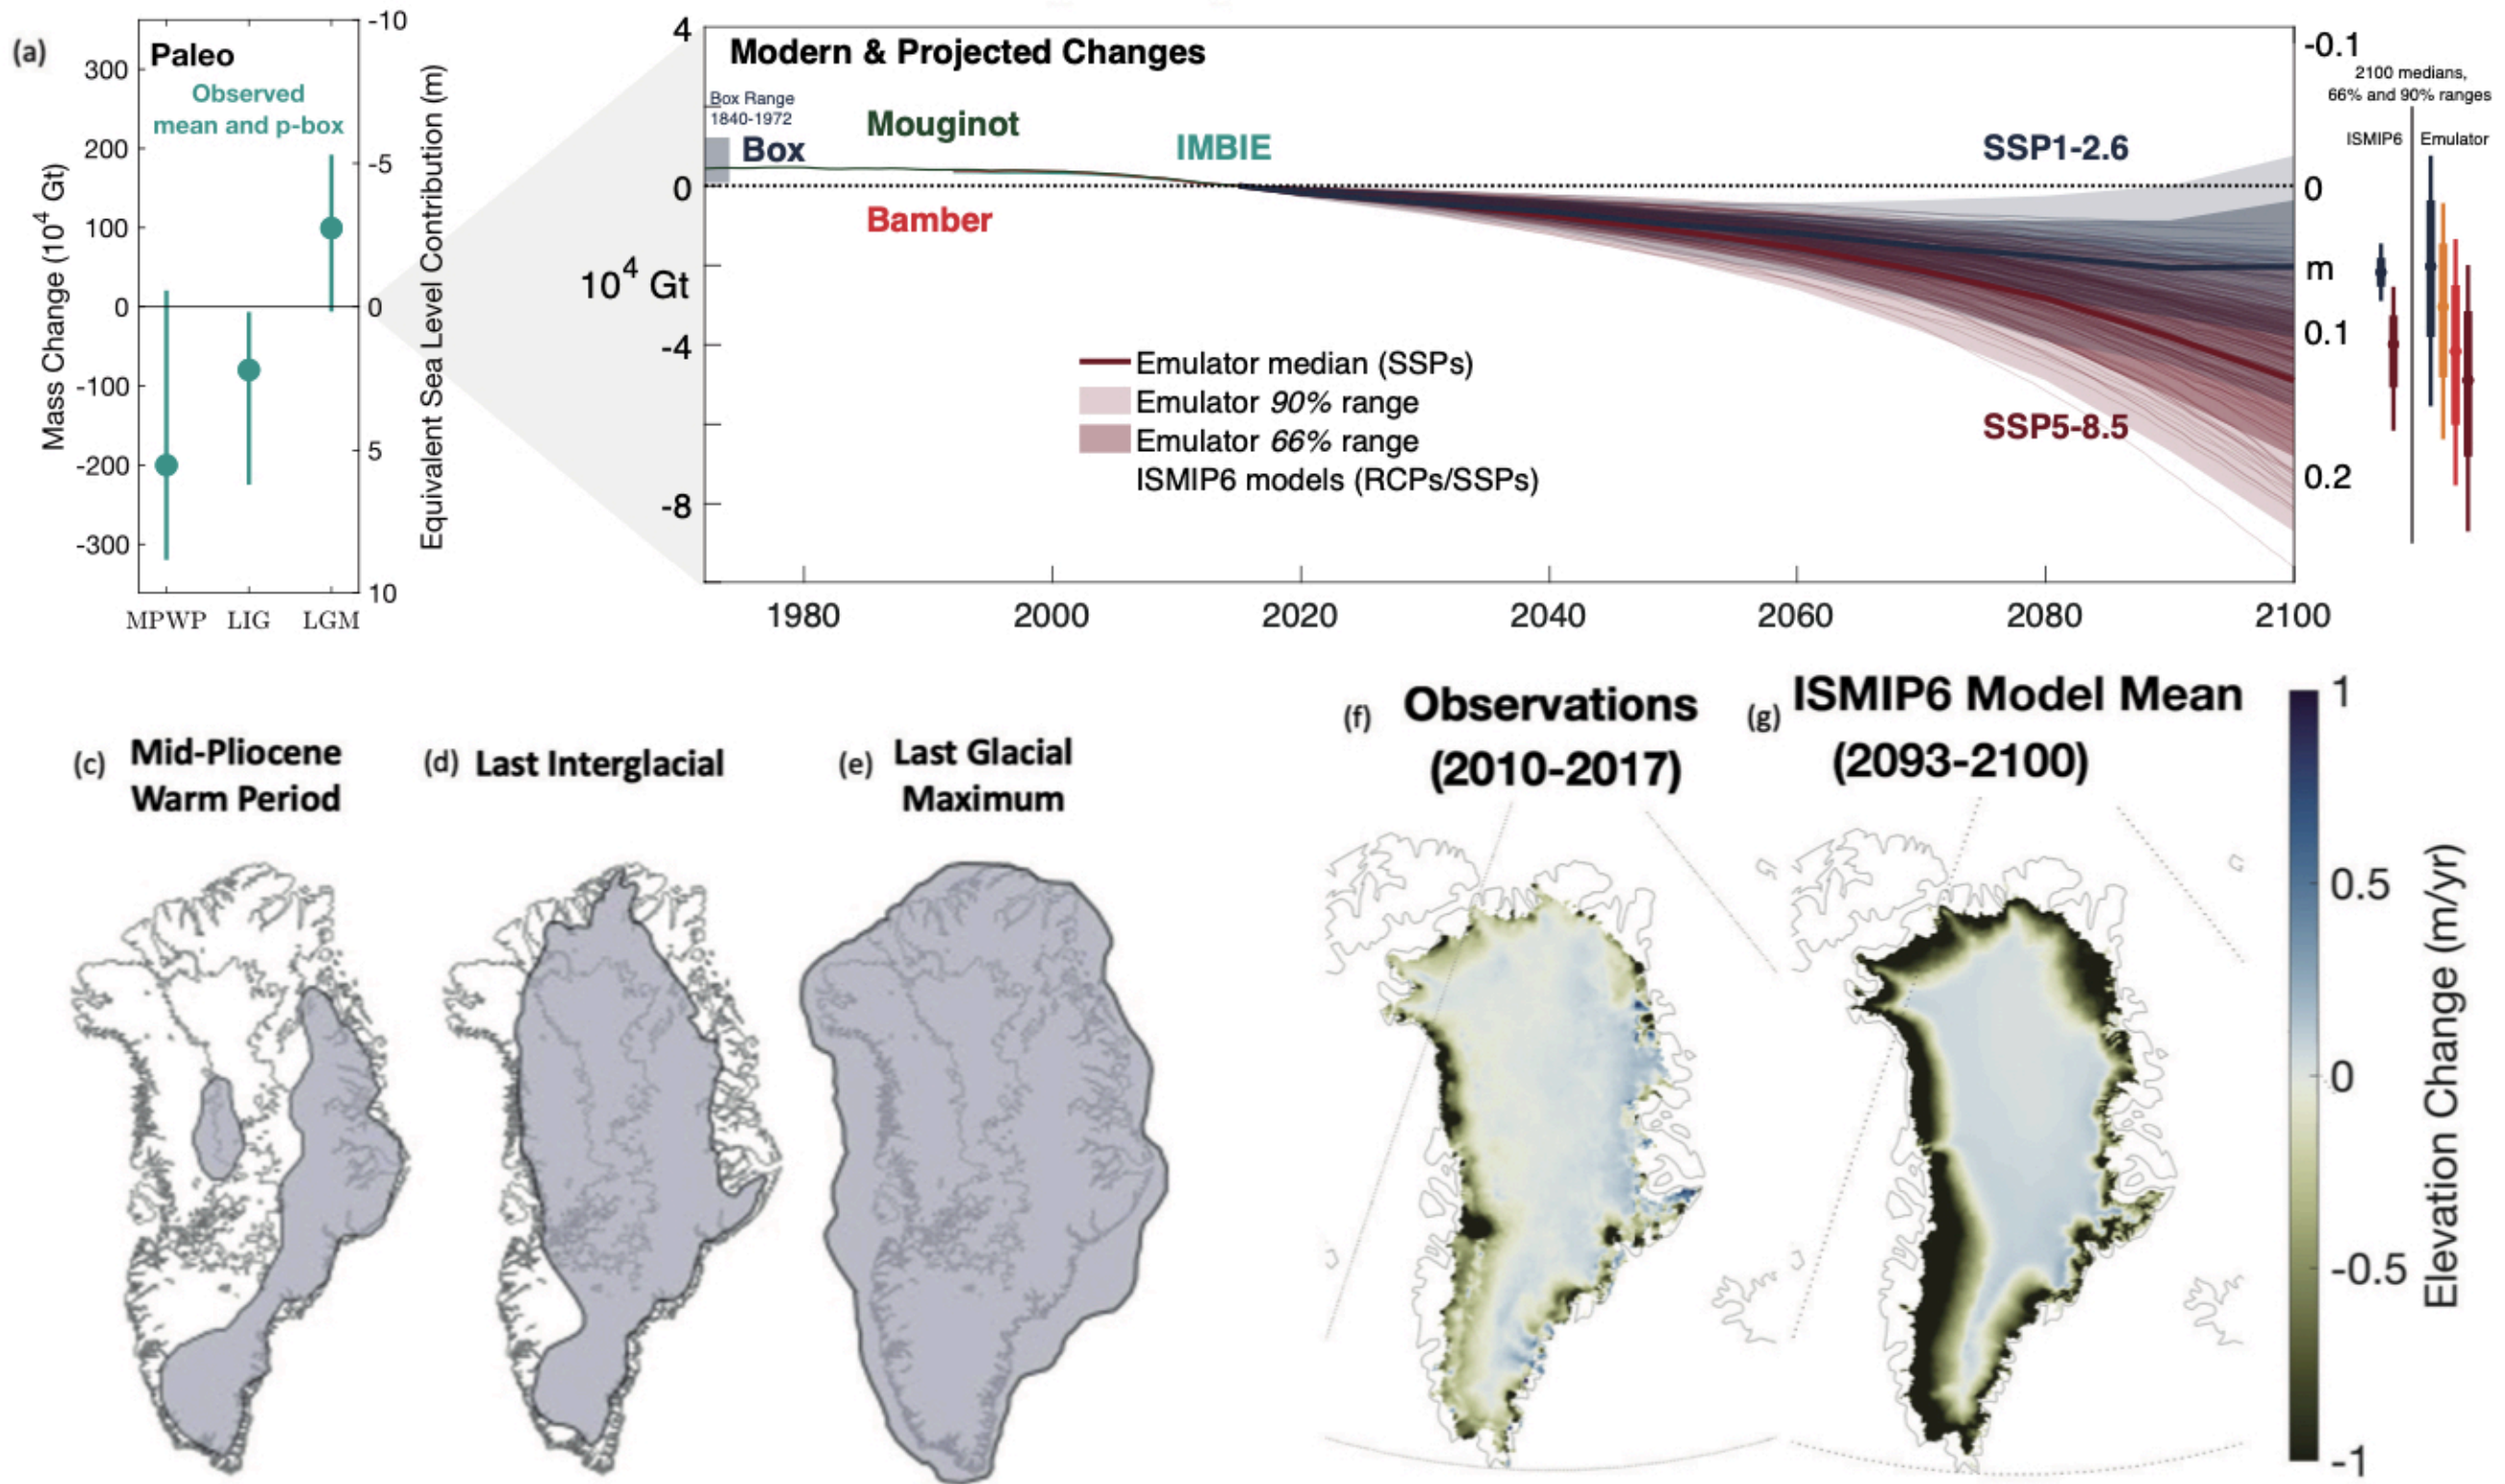 (a)
Paleo
Observed
mean and p-box
Mass Change (10^4 Gt)
300
200
100
0
-100
-200
-300
MPWP
LIG
LGM
-10
-5
0
5
10
Equivalent Sea Level Contribution (m)
Modern & Projected Changes
Box Range
1840-1972
Box
Mouginot
IMBIE
Bamber
SSP1-2.6
SSP5-8.5
4
0
10^4 Gt
-4
-8
Emulator median (SSPs)
Emulator 90% range
Emulator 66% range
ISMIP6 models (RCPs/SSPs)
1980
2000
2020
2040
2060
2080
2100
-0.1
0
m
0.1
0.2
2100 medians,
66% and 90% ranges
ISMIP6
Emulator
(c)
Mid-Pliocene
Warm Period
(d)
Last Interglacial
(e)
Last Glacial
Maximum
(f)
Observations
(2010-2017)
(g)
ISMIP6 Model Mean
(2093-2100)
1
0.5
0
-0.5
-1
Elevation Change (m/yr)